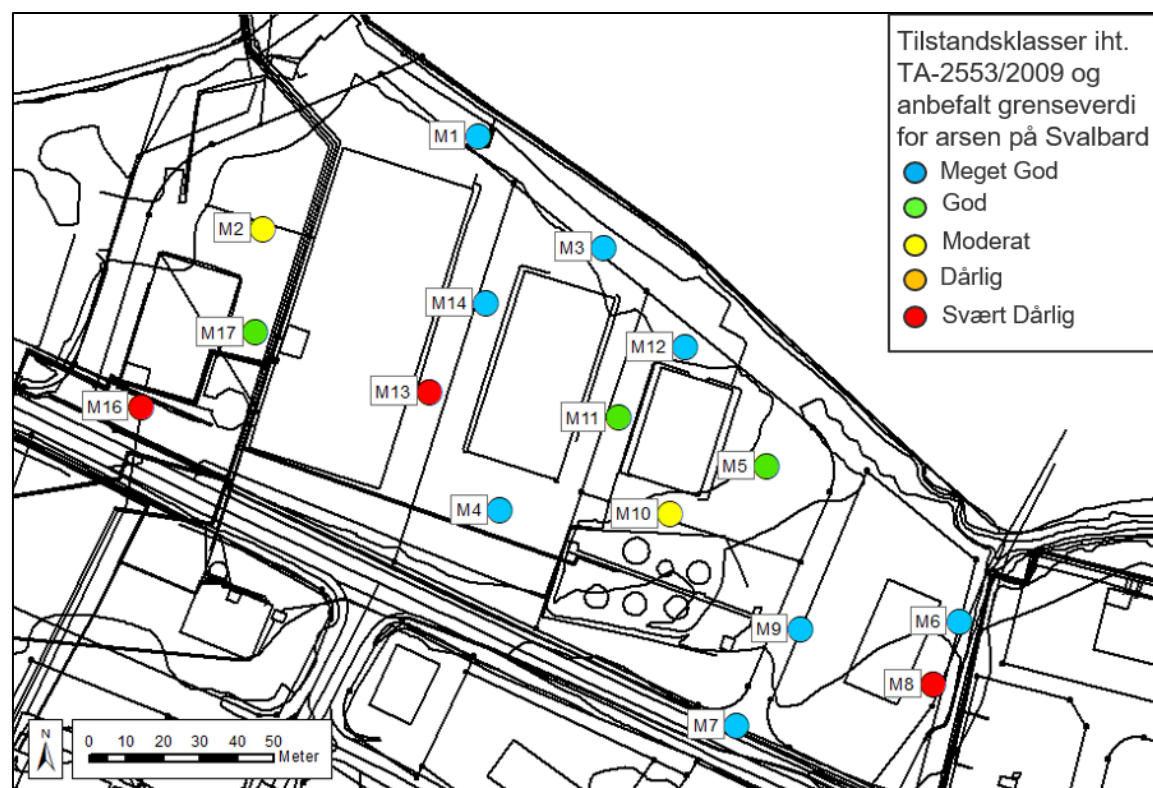 Tilstandsklasser iht.
TA-2553/2009 og
anbefalt grenseverdi
for arsen på Svalbard
Meget God
God
Moderat
Dårlig
Svært Dårlig
M1
M2
M3
M14
M17
M12
M13
M16
M11
M5
M4
M10
M9
M6
M8
M7
N
0 10 20 30 40 50
Meter